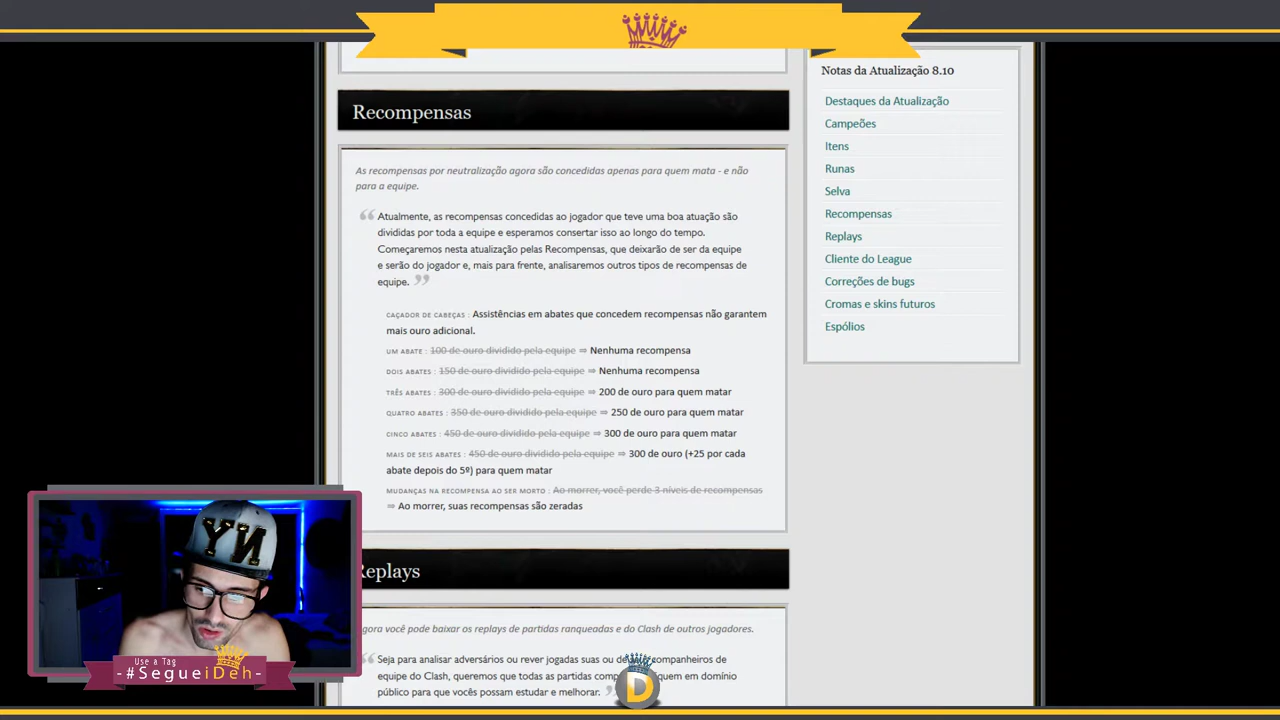 Recompensas
As recompensas por neutralização agora são concedidas apenas para quem mata - e não
para a equipe.
Atualmente, as recompensas concedidas ao jogador que teve uma boa atuação são
divididas por toda a equipe e esperamos consertar isso ao longo do tempo.
Começaremos nesta atualização pelas Recompensas, que deixarão de ser da equipe
e serão do jogador e, mais para frente, analisaremos outros tipos de recompensas de
equipe.
CAÇADOR DE CABEÇAS : Assistências em abates que concedem recompensas não garantem
mais ouro adicional.
UM ABATE : 100 de ouro dividido pela equipe ⇒ Nenhuma recompensa
DOIS ABATES : 150 de ouro dividido pela equipe ⇒ Nenhuma recompensa
TRÊS ABATES : 300 de ouro dividido pela equipe ⇒ 200 de ouro para quem matar
QUATRO ABATES : 350 de ouro dividido pela equipe ⇒ 250 de ouro para quem matar
CINCO ABATES : 450 de ouro dividido pela equipe ⇒ 300 de ouro para quem matar
MAIS DE SEIS ABATES : 450 de ouro dividido pela equipe ⇒ 300 de ouro (+25 por cada
abate depois do 5º) para quem matar
MUDANÇAS NA RECOMPENSA AO SER MORTO : Ao morrer, você perde 3 níveis de recompensas
⇒ Ao morrer, suas recompensas são zeradas
Replays
gora você pode baixar os replays de partidas ranqueadas e do Clash de outros jogadores.
Seja para analisar adversários ou rever jogadas suas ou de companheiros de
equipe do Clash, queremos que todas as partidas quem em domínio
público para que vocês possam estudar e melhorar.
Notas da Atualização 8.10
Destaques da Atualização
Campeões
Itens
Runas
Selva
Recompensas
Replays
Cliente do League
Correções de bugs
Cromas e skins futuros
Espólios
NY
Use a Tag
-#SegueiDeh-
D